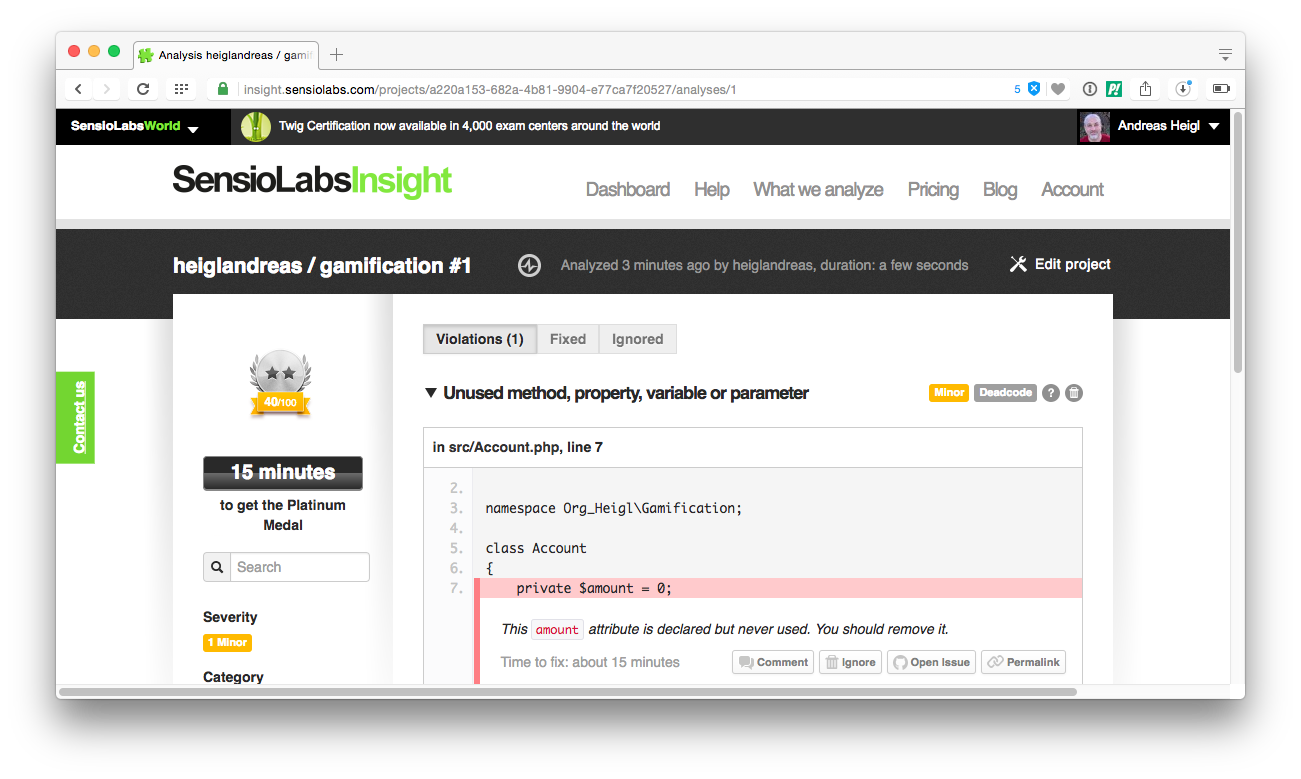 Analysis heiglandreas / gamif
insight.sensiolabs.com/projects/a220a153-682a-4b81-9904-e77ca7f20527/analyses/1
5
SensioLabsWorld
Twig Certification now available in 4,000 exam centers around the world
Andreas Heigl
SensioLabsInsight
Dashboard Help What we analyze Pricing Blog Account
heiglandreas / gamification #1
Analyzed 3 minutes ago by heiglandreas, duration: a few seconds
Edit project
Contact us
40/100
15 minutes
to get the Platinum
Medal
Search
Severity
1 Minor
Category
Violations (1) Fixed Ignored
Unused method, property, variable or parameter
Minor Deadcode ?
in src/Account.php, line 7
2.
3. namespace Org_Heigl\Gamification;
4.
5. class Account
6. {
7. private $amount = 0;
This amount attribute is declared but never used. You should remove it.
Time to fix: about 15 minutes
Comment Ignore Open Issue Permalink